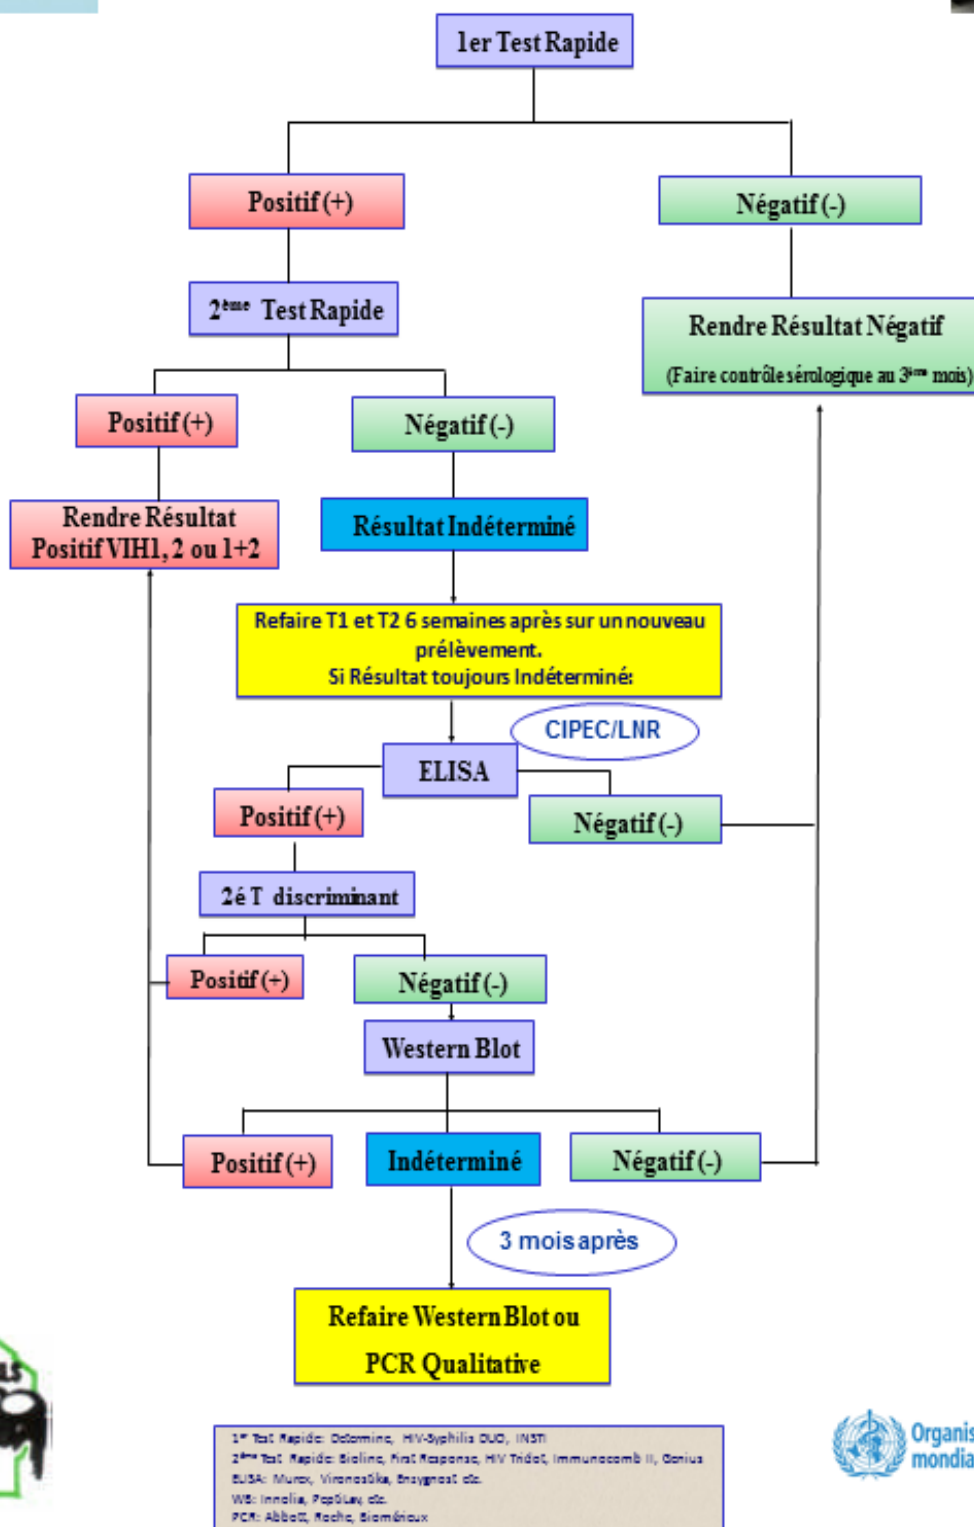 1er Test Rapide
Positif (+)
Négatif (-)
2ème Test Rapide
Rendre Résultat Négatif
(Faire contrôle sérologique au 3ème mois)
Positif (+)
Négatif (-)
Rendre Résultat
Positif VIH1, 2 ou 1+2
Résultat Indéterminé
Refaire T1 et T2 6 semaines après sur un nouveau
prélèvement.
Si Résultat toujours Indéterminé:
CIPEC/LNR
ELISA
Positif (+)
Négatif (-)
2é T discriminant
Positif (+)
Négatif (-)
Western Blot
Positif (+)
Indéterminé
Négatif (-)
3 mois après
Refaire Western Blot ou
PCR Qualitative
1er Test Rapide: Determine, HIV-Syphilis DUO, INSTI
2ème Test Rapide: Bioline, First Response, HIV Tridot, Immunocomb II, Genius
ELISA: Murex, Vironostika, Enzygnost etc.
WB: Innolia, PeptiLav, etc.
PCR: Abbott, Roche, Biomérieux
Organis
mondia